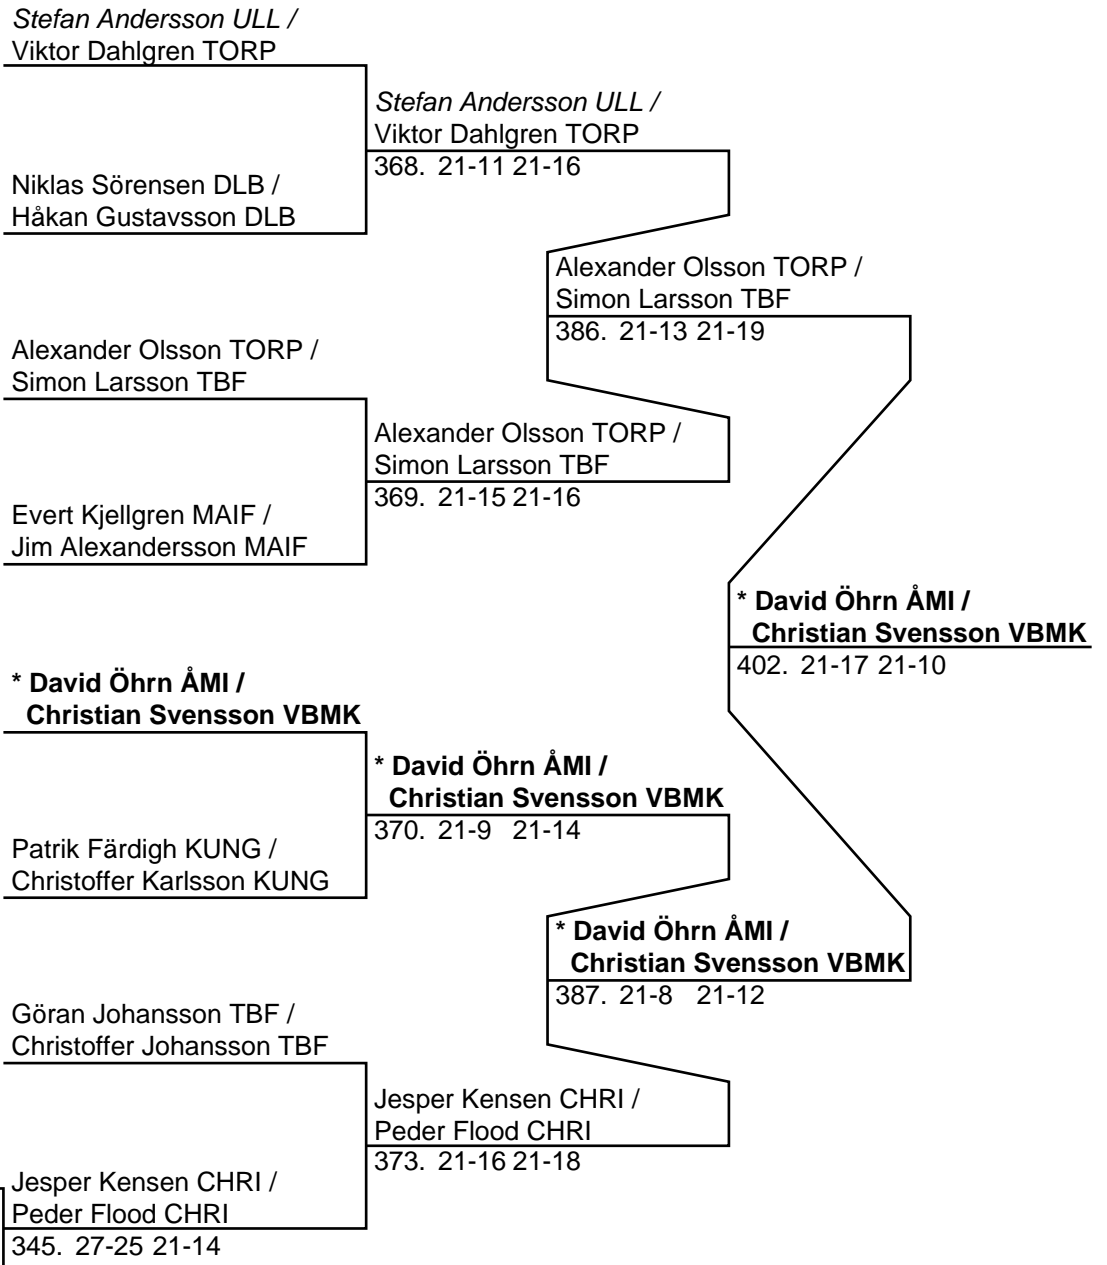 Stefan Andersson ULL /
Viktor Dahlgren TORP
Stefan Andersson ULL /
Viktor Dahlgren TORP
368. 21-11 21-16
Niklas Sörensen DLB /
Håkan Gustavsson DLB
Alexander Olsson TORP /
Simon Larsson TBF
386. 21-13 21-19
Alexander Olsson TORP /
Simon Larsson TBF
Alexander Olsson TORP /
Simon Larsson TBF
369. 21-15 21-16
Evert Kjellgren MAIF /
Jim Alexandersson MAIF
* David Öhrn ÅMI /
Christian Svensson VBMK
402. 21-17 21-10
* David Öhrn ÅMI /
Christian Svensson VBMK
* David Öhrn ÅMI /
Christian Svensson VBMK
370. 21-9 21-14
Patrik Färdigh KUNG /
Christoffer Karlsson KUNG
* David Öhrn ÅMI /
Christian Svensson VBMK
387. 21-8 21-12
Göran Johansson TBF /
Christoffer Johansson TBF
Jesper Kensen CHRI /
Peder Flood CHRI
373. 21-16 21-18
Jesper Kensen CHRI /
Peder Flood CHRI
345. 27-25 21-14